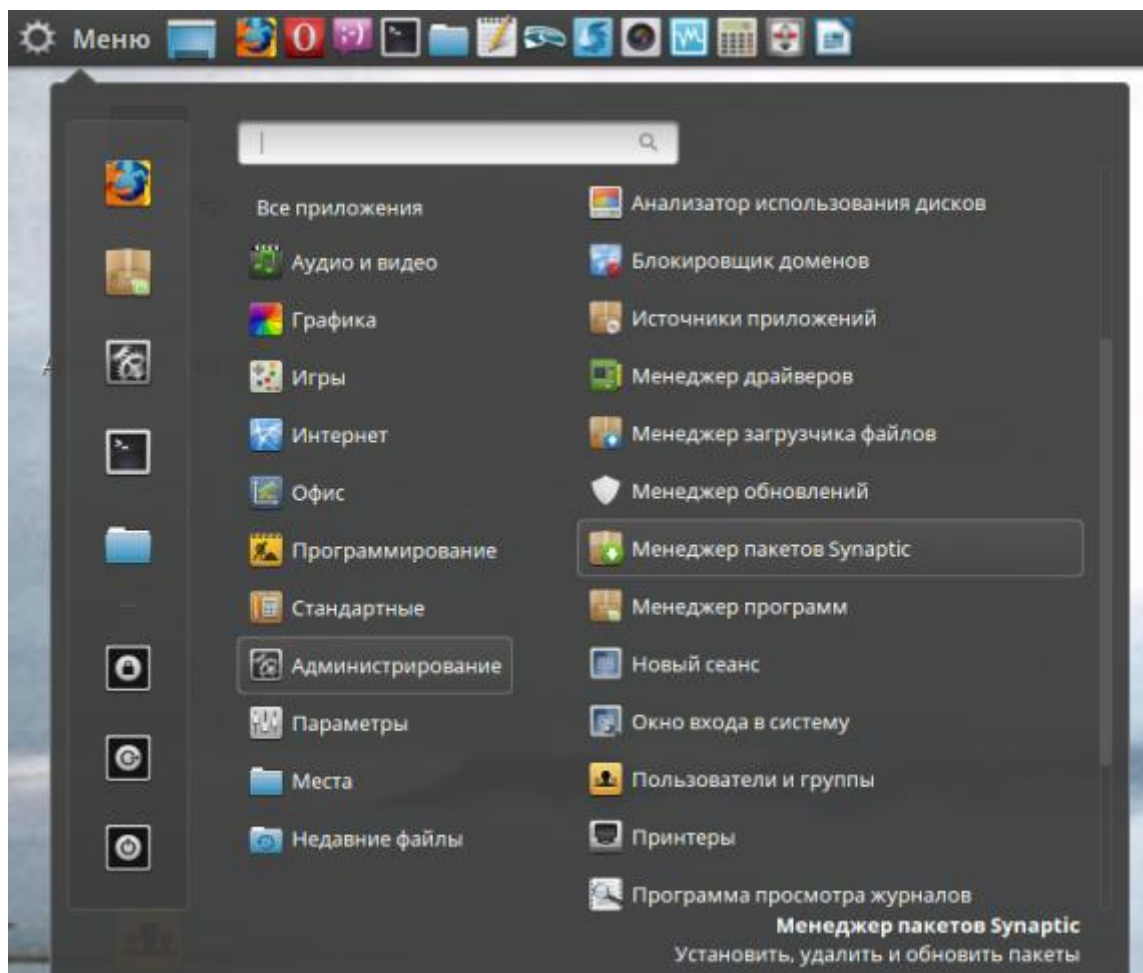 Меню
Все приложения
Аудио и видео
Графика
Игры
Интернет
Офис
Программирование
Стандартные
Администрирование
Параметры
Места
Недавние файлы
Анализатор использования дисков
Блокировщик доменов
Источники приложений
Менеджер драйверов
Менеджер загрузчика файлов
Менеджер обновлений
Менеджер пакетов Synaptic
Менеджер программ
Новый сеанс
Окно входа в систему
Пользователи и группы
Принтеры
Программа просмотра журналов
Менеджер пакетов Synaptic
Установить, удалить и обновить пакеты